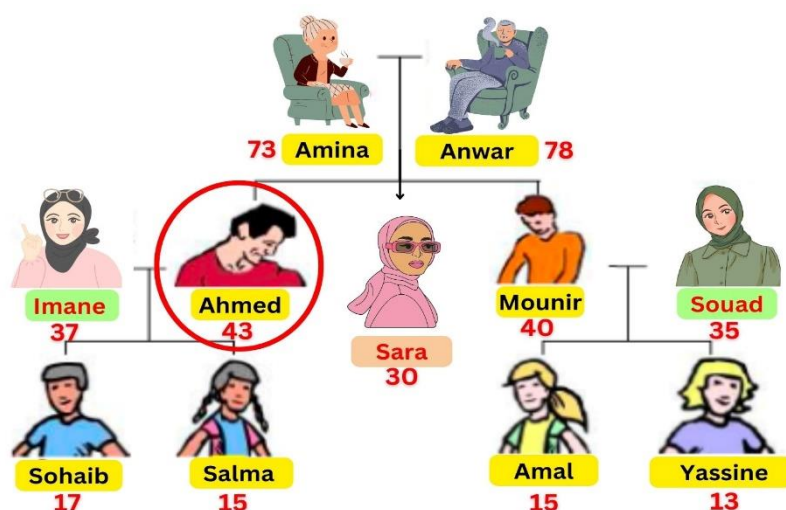 73 Amina Anwar 78
Imane Ahmed Mounir Souad
37 43 Sara 40 35
30
Sohaib Salma Amal Yassine
17 15 15 13